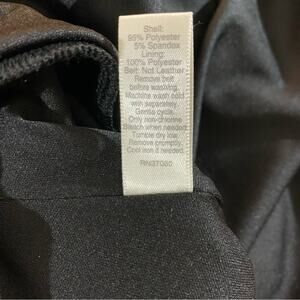 Shell:
95% Polyester
5% Spandex
Lining:
100% Polyester
Belt: Not Leather
Remove belt
before washing.
Machine wash cold
with separately.
Gentle cycle.
Only non-chlorine
Bleach when needed.
Tumble dry low.
Remove promptly.
Cool iron if needed.
RN37080